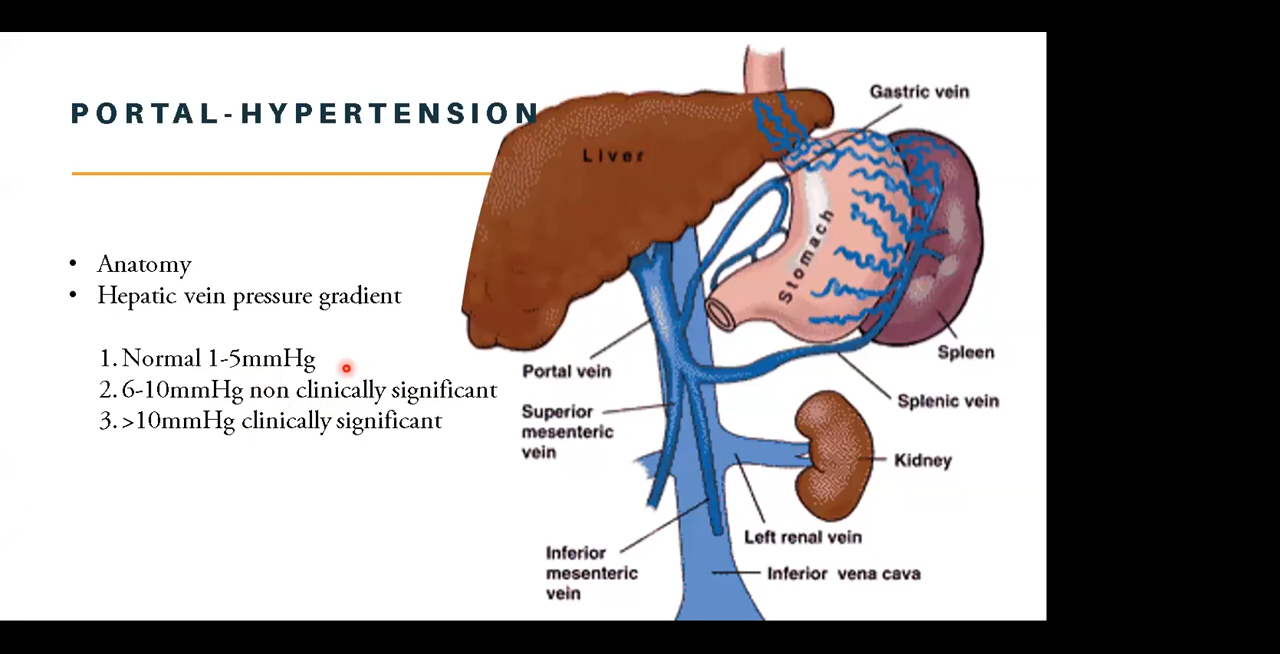 PORTAL-HYPERTENSION
• Anatomy
• Hepatic vein pressure gradient
1. Normal 1-5mmHg
2. 6-10mmHg non clinically significant
3. >10mmHg clinically significant
Gastric vein
Liver
Stomach
Spleen
Portal vein
Splenic vein
Superior
mesenteric
vein
Kidney
Left renal vein
Inferior
mesenteric
vein
Inferior vena cava